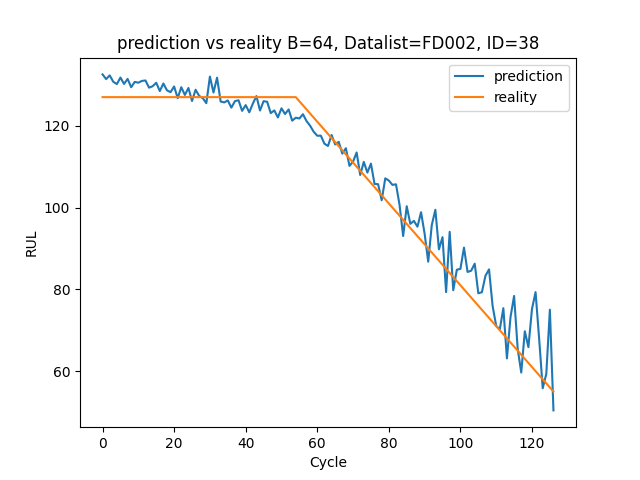 prediction vs reality B=64, Datalist=FD002, ID=38
prediction
reality
RUL
120
100
80
60
0 20 40 60 80 100 120
Cycle